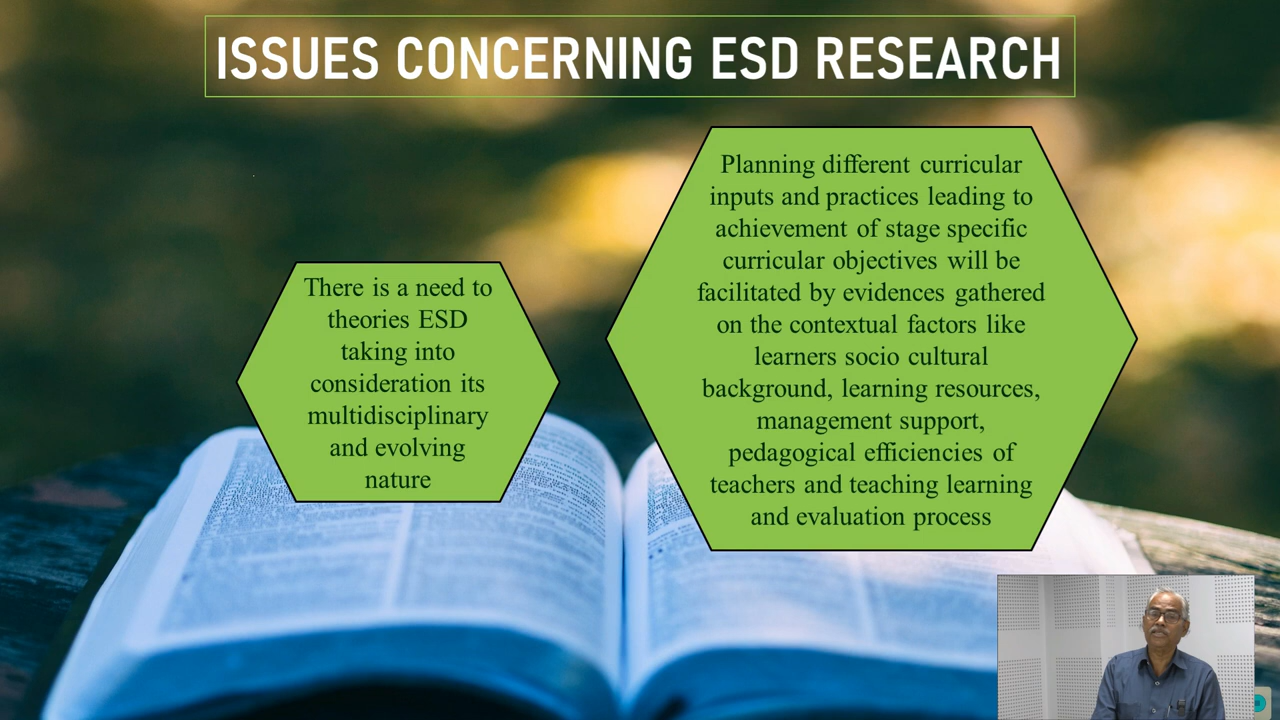 ISSUES CONCERNING ESD RESEARCH
There is a need to
theories ESD
taking into
consideration its
multidisciplinary
and evolving
nature
Planning different curricular
inputs and practices leading to
achievement of stage specific
curricular objectives will be
facilitated by evidences gathered
on the contextual factors like
learners socio cultural
background, learning resources,
management support,
pedagogical efficiencies of
teachers and teaching learning
and evaluation process